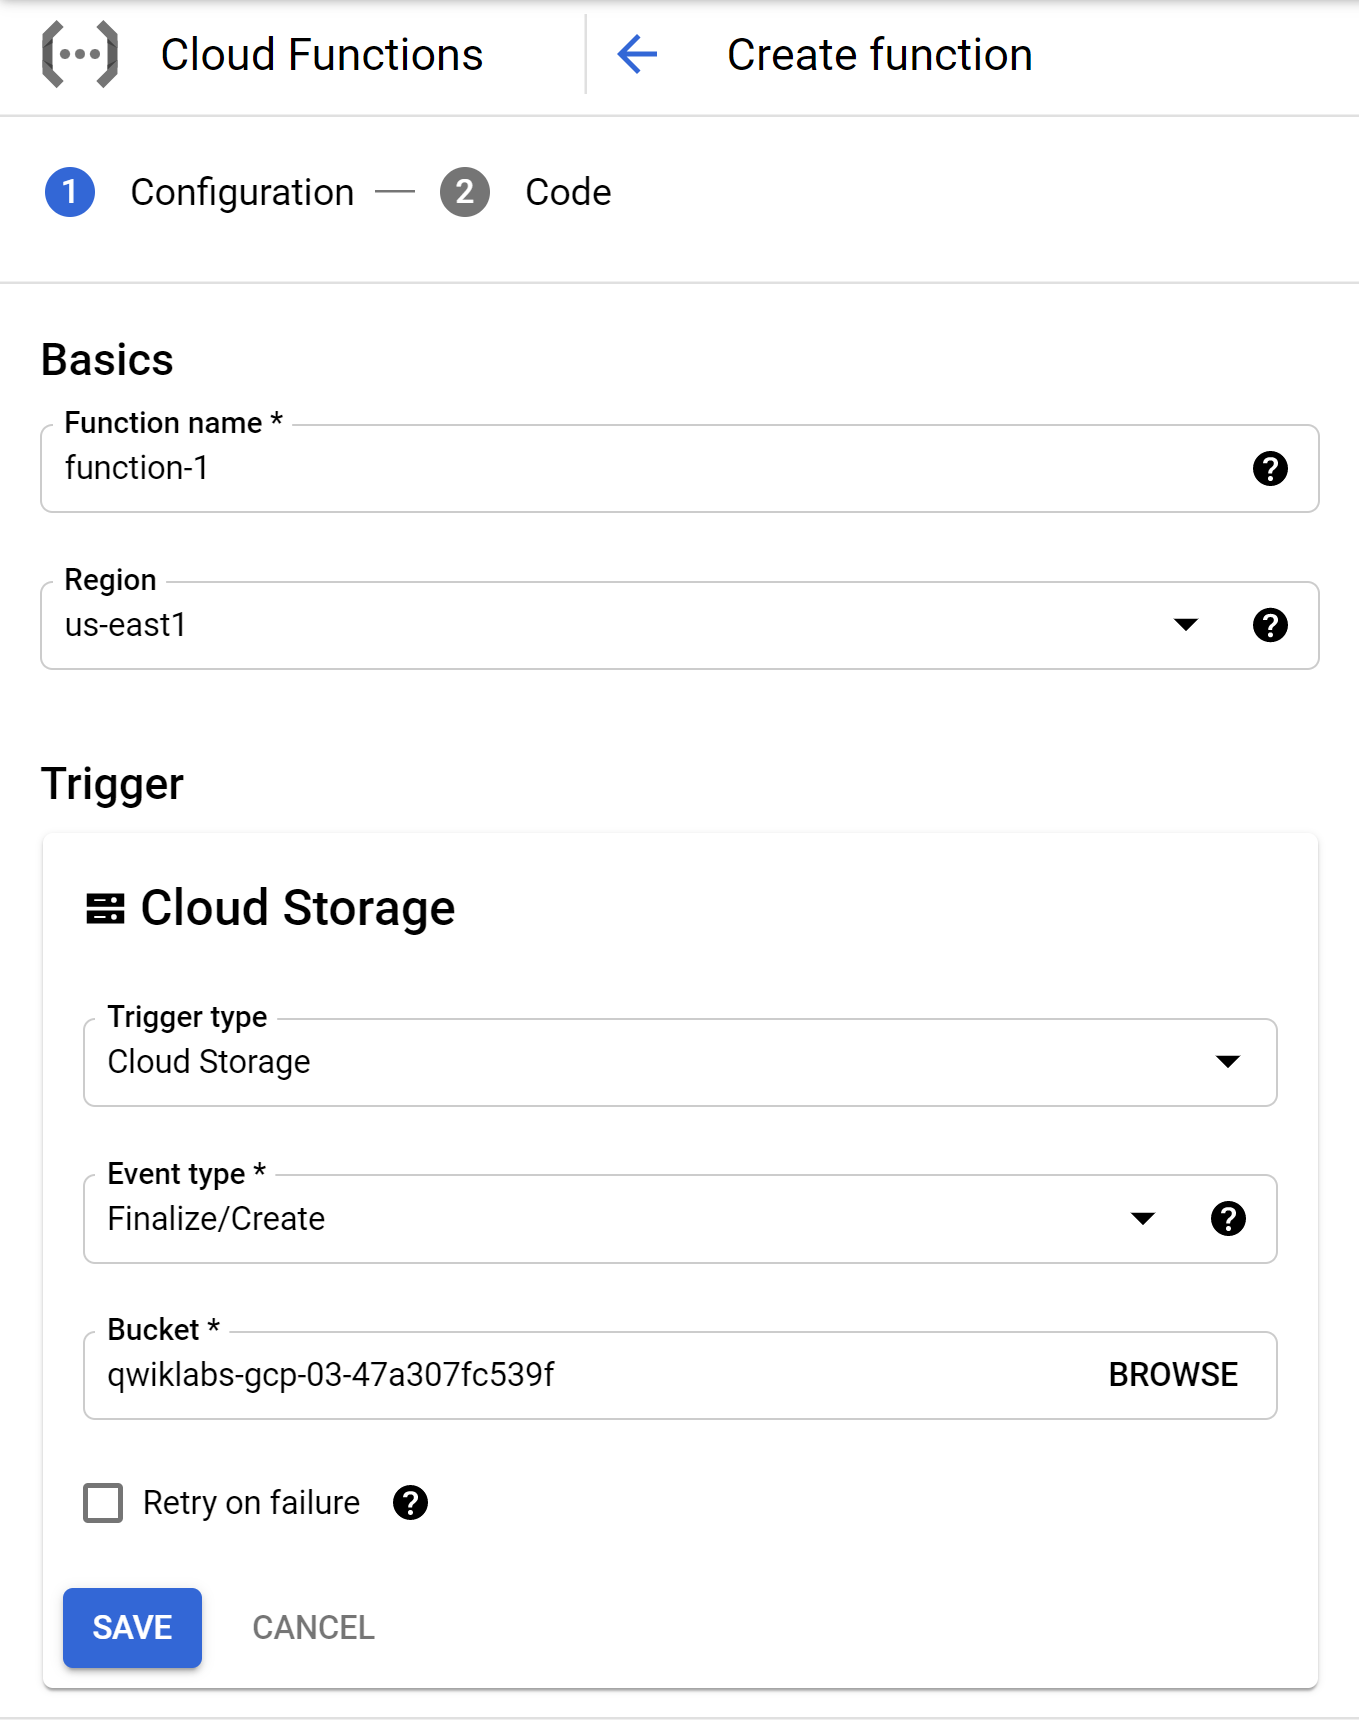 Cloud Functions
Create function
1 Configuration
2 Code
Basics
Function name *
function-1
Region
us-east1
Trigger
Cloud Storage
Trigger type
Cloud Storage
Event type *
Finalize/Create
Bucket *
qwiklabs-gcp-03-47a307fc539f
BROWSE
Retry on failure
SAVE
CANCEL